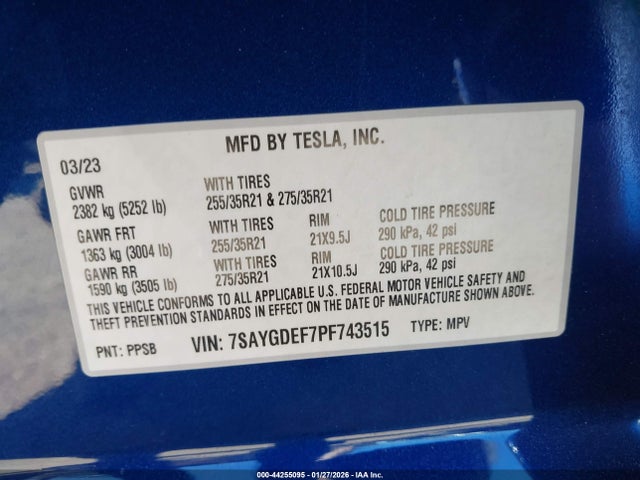 MFD BY TESLA, INC.
03/23
GVWR WITH TIRES
2382 kg (5252 lb) 255/35R21 & 275/35R21
GAWR FRT WITH TIRES RIM COLD TIRE PRESSURE
1363 kg (3004 lb) 255/35R21 21X9.5J 290 kPa, 42 psi
GAWR RR WITH TIRES RIM COLD TIRE PRESSURE
1590 kg (3505 lb) 275/35R21 21X10.5J 290 kPa, 42 psi
THIS VEHICLE CONFORMS TO ALL APPLICABLE U.S. FEDERAL MOTOR VEHICLE SAFETY AND
THEFT PREVENTION STANDARDS IN EFFECT ON THE DATE OF MANUFACTURE SHOWN ABOVE.
PNT: PPSB VIN: 7SAYGDEF7PF743515 TYPE: MPV
000-44255095 - 01/27/2026 - IAA Inc.